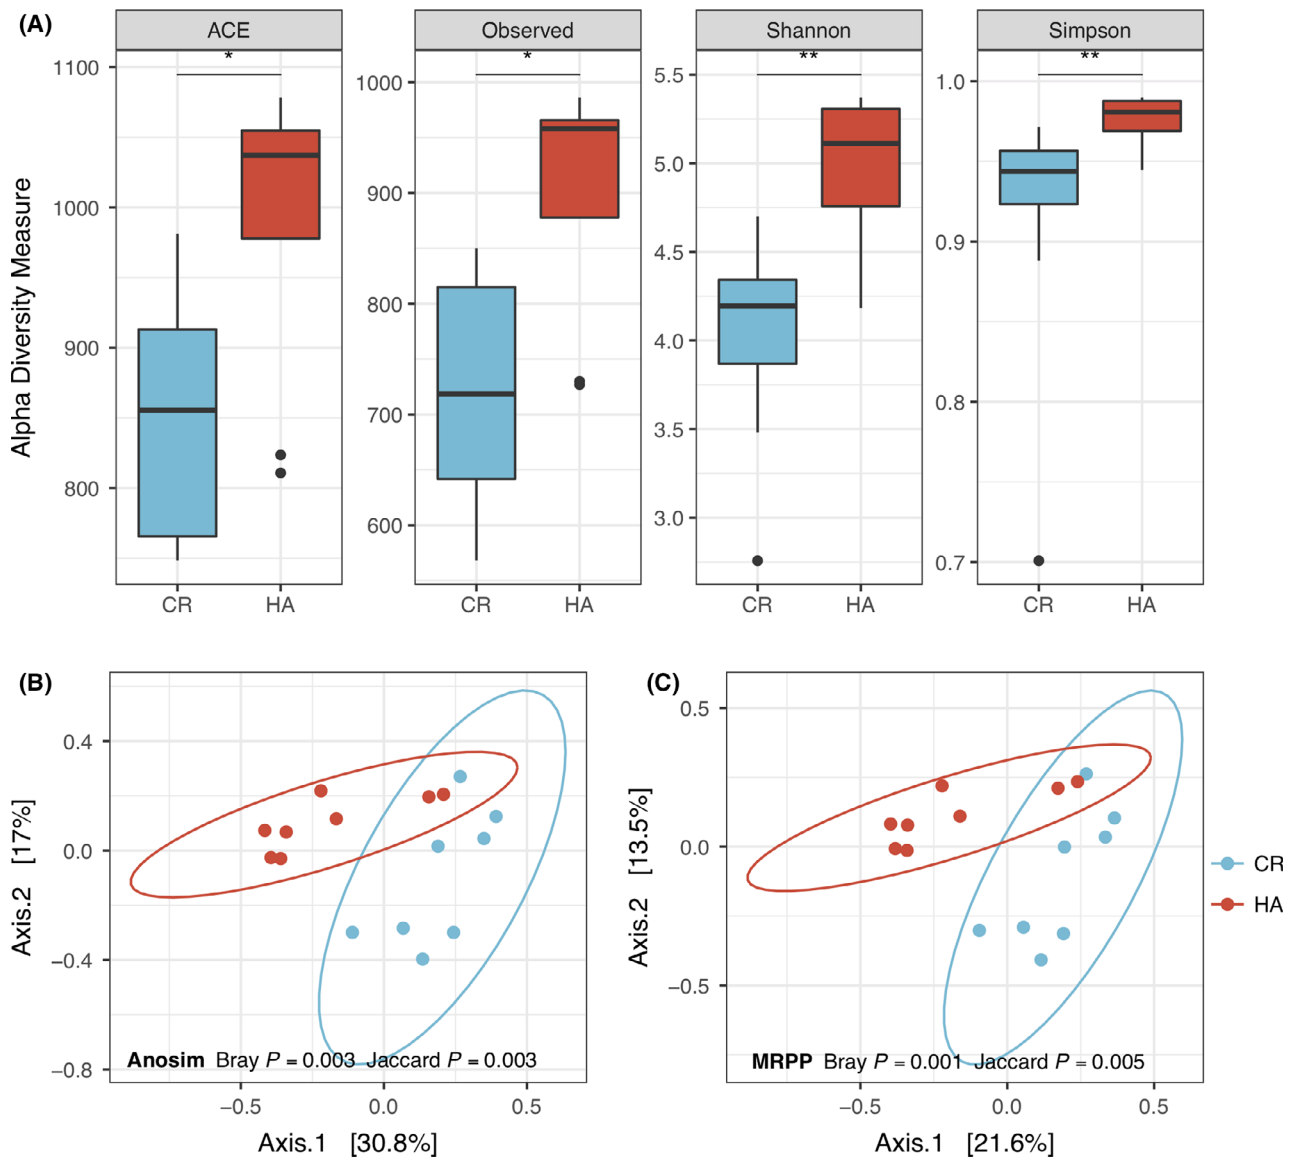 (A)
ACE
Observed
Shannon
Simpson
Alpha Diversity Measure
1100
1000
900
800
*
CR
HA
1000
900
800
700
600
*
CR
HA
5.5
5.0
4.5
4.0
3.5
3.0
**
CR
HA
1.0
0.9
0.8
0.7
**
CR
HA
(B)
Axis.2 [17%]
0.4
0.0
−0.4
−0.8
Anosim Bray P = 0.003 Jaccard P = 0.003
−0.5
0.0
0.5
Axis.1 [30.8%]
(C)
Axis.2 [13.5%]
0.5
0.0
−0.5
MRPP Bray P = 0.001 Jaccard P = 0.005
−0.5
0.0
0.5
Axis.1 [21.6%]
CR
HA